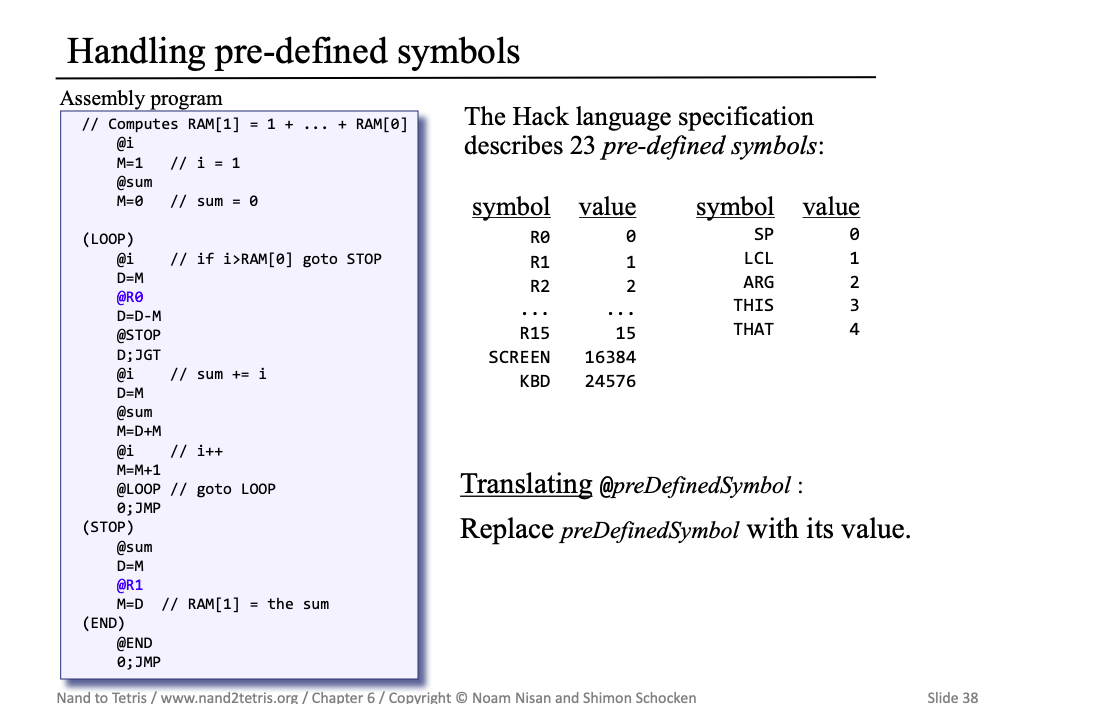 Handling pre-defined symbols
Assembly program
// Computes RAM[1] = 1 + ... + RAM[0]
@i
M=1 // i = 1
@sum
M=0 // sum = 0
(LOOP)
@i // if i>RAM[0] goto STOP
D=M
@R0
D=D-M
@STOP
D;JGT
@i // sum += i
D=M
@sum
M=D+M
@i // i++
M=M+1
@LOOP // goto LOOP
0;JMP
(STOP)
@sum
D=M
@R1
M=D // RAM[1] = the sum
(END)
@END
0;JMP
The Hack language specification
describes 23 pre-defined symbols:
symbol value
R0 0
R1 1
R2 2
... ...
R15 15
SCREEN 16384
KBD 24576
symbol value
SP 0
LCL 1
ARG 2
THIS 3
THAT 4
Translating @preDefinedSymbol :
Replace preDefinedSymbol with its value.
Nand to Tetris / www.nand2tetris.org / Chapter 6 / Copyright © Noam Nisan and Shimon Schocken
Slide 38